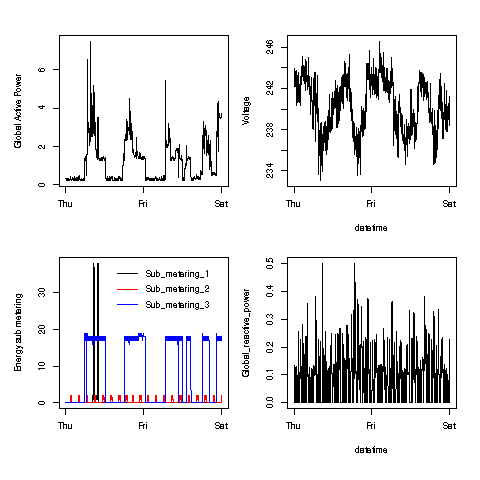 Global Active Power
6
4
2
0
Thu
Fri
Sat
Voltage
246
242
238
234
Thu
Fri
Sat
datetime
Energy sub metering
30
20
10
0
Sub_metering_1
Sub_metering_2
Sub_metering_3
Thu
Fri
Sat
Global_reactive_power
0.5
0.4
0.3
0.2
0.1
0.0
Thu
Fri
Sat
datetime